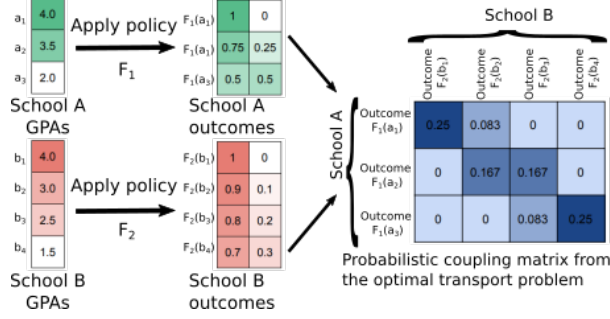 a₁ 4.0
a₂ 3.5
a₃ 2.0
School A
GPAs
Apply policy
F₁
F₁(a₁) 1 0
F₁(a₁) 0.75 0.25
F₁(a₃) 0.5 0.5
School A
outcomes
b₁ 4.0
b₂ 3.0
b₃ 2.5
b₄ 1.5
School B
GPAs
Apply policy
F₂
F₂(b₁) 1 0
F₂(b₂) 0.9 0.1
F₂(b₃) 0.8 0.2
F₂(b₄) 0.7 0.3
School B
outcomes
School B
Outcome
F₂(b₁)
Outcome
F₂(b₂)
Outcome
F₂(b₃)
Outcome
F₂(b₄)
School A
Outcome
F₁(a₁)
0.25 0.083 0 0
Outcome
F₁(a₂)
0 0.167 0.167 0
Outcome
F₁(a₃)
0 0 0.083 0.25
Probabilistic coupling matrix from
the optimal transport problem